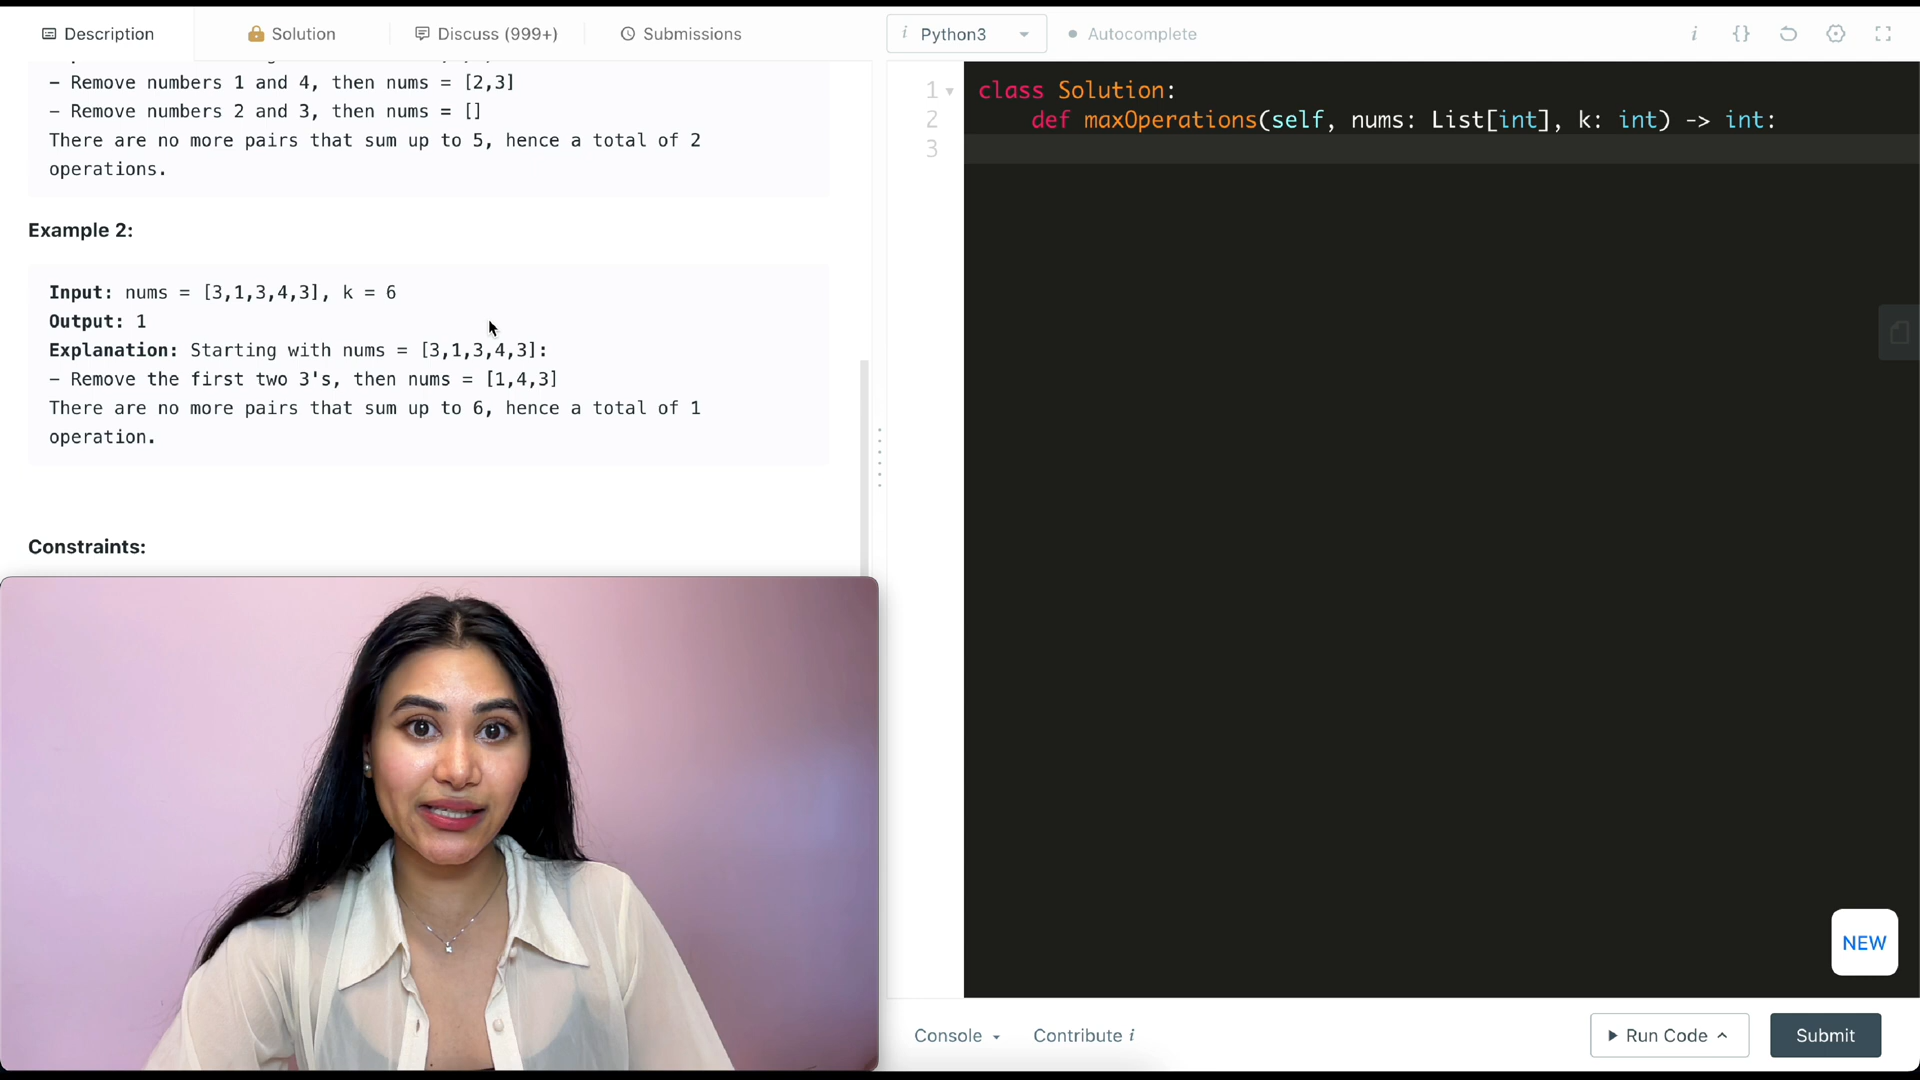 Description
Solution
Discuss (999+)
Submissions
i Python3
Autocomplete
i {}
- Remove numbers 1 and 4, then nums = [2,3]
- Remove numbers 2 and 3, then nums = []
There are no more pairs that sum up to 5, hence a total of 2
operations.
Example 2:
Input: nums = [3,1,3,4,3], k = 6
Output: 1
Explanation: Starting with nums = [3,1,3,4,3]:
- Remove the first two 3's, then nums = [1,4,3]
There are no more pairs that sum up to 6, hence a total of 1
operation.
Constraints:
1 class Solution:
2 def maxOperations(self, nums: List[int], k: int) -> int:
3
NEW
Console
Contribute i
Run Code
Submit